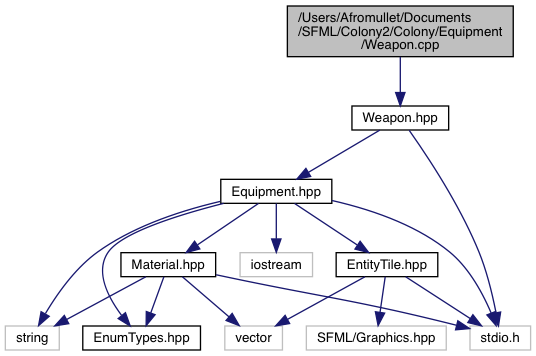 /Users/Afromullet/Documents
/SFML/Colony2/Colony/Equipment
/Weapon.cpp
Weapon.hpp
Equipment.hpp
Material.hpp
iostream
EntityTile.hpp
string
EnumTypes.hpp
vector
SFML/Graphics.hpp
stdio.h